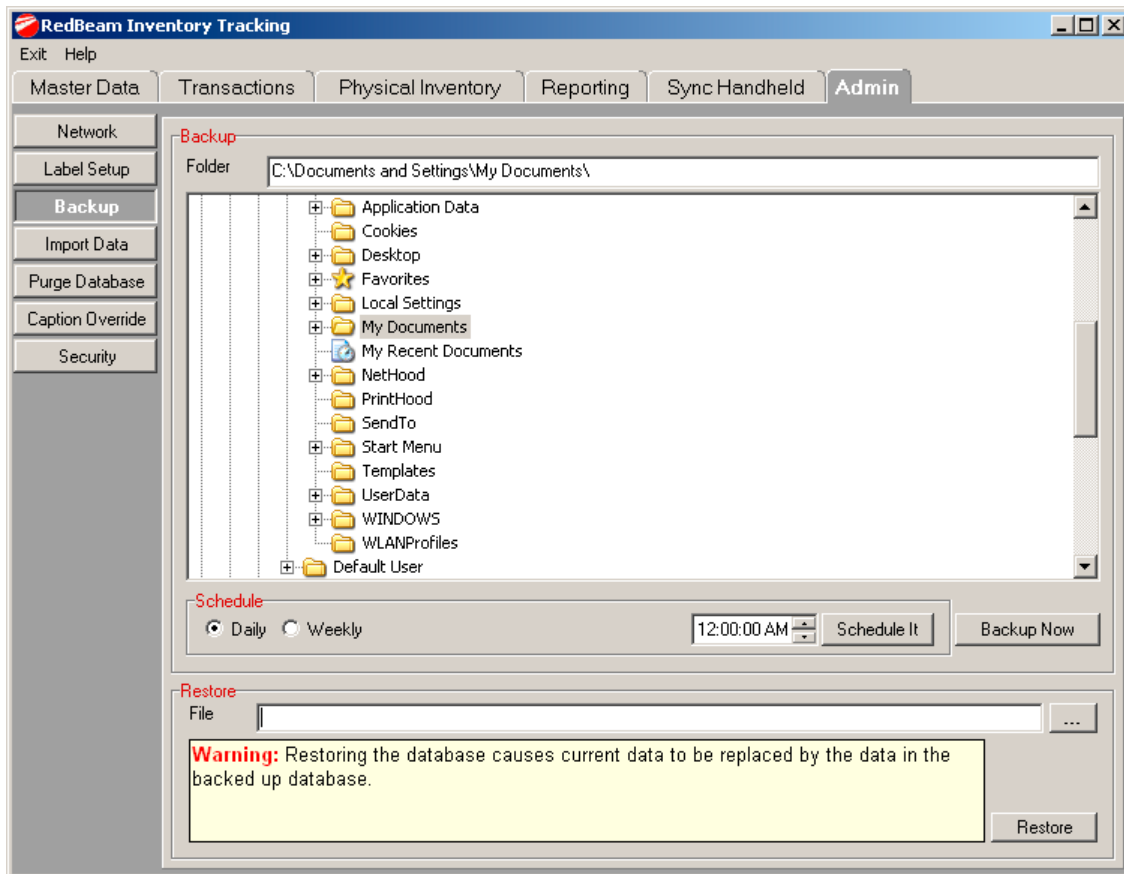 RedBeam Inventory Tracking
Exit Help
Master Data Transactions Physical Inventory Reporting Sync Handheld Admin
Network
Label Setup
Backup
Import Data
Purge Database
Caption Override
Security
Backup
Folder C:\Documents and Settings\My Documents\
Application Data
Cookies
Desktop
Favorites
Local Settings
My Documents
My Recent Documents
NetHood
PrintHood
SendTo
Start Menu
Templates
UserData
WINDOWS
WLANProfiles
Default User
Schedule
Daily Weekly 12:00:00 AM Schedule It Backup Now
Restore
File ...
Warning: Restoring the database causes current data to be replaced by the data in the
backed up database.
Restore